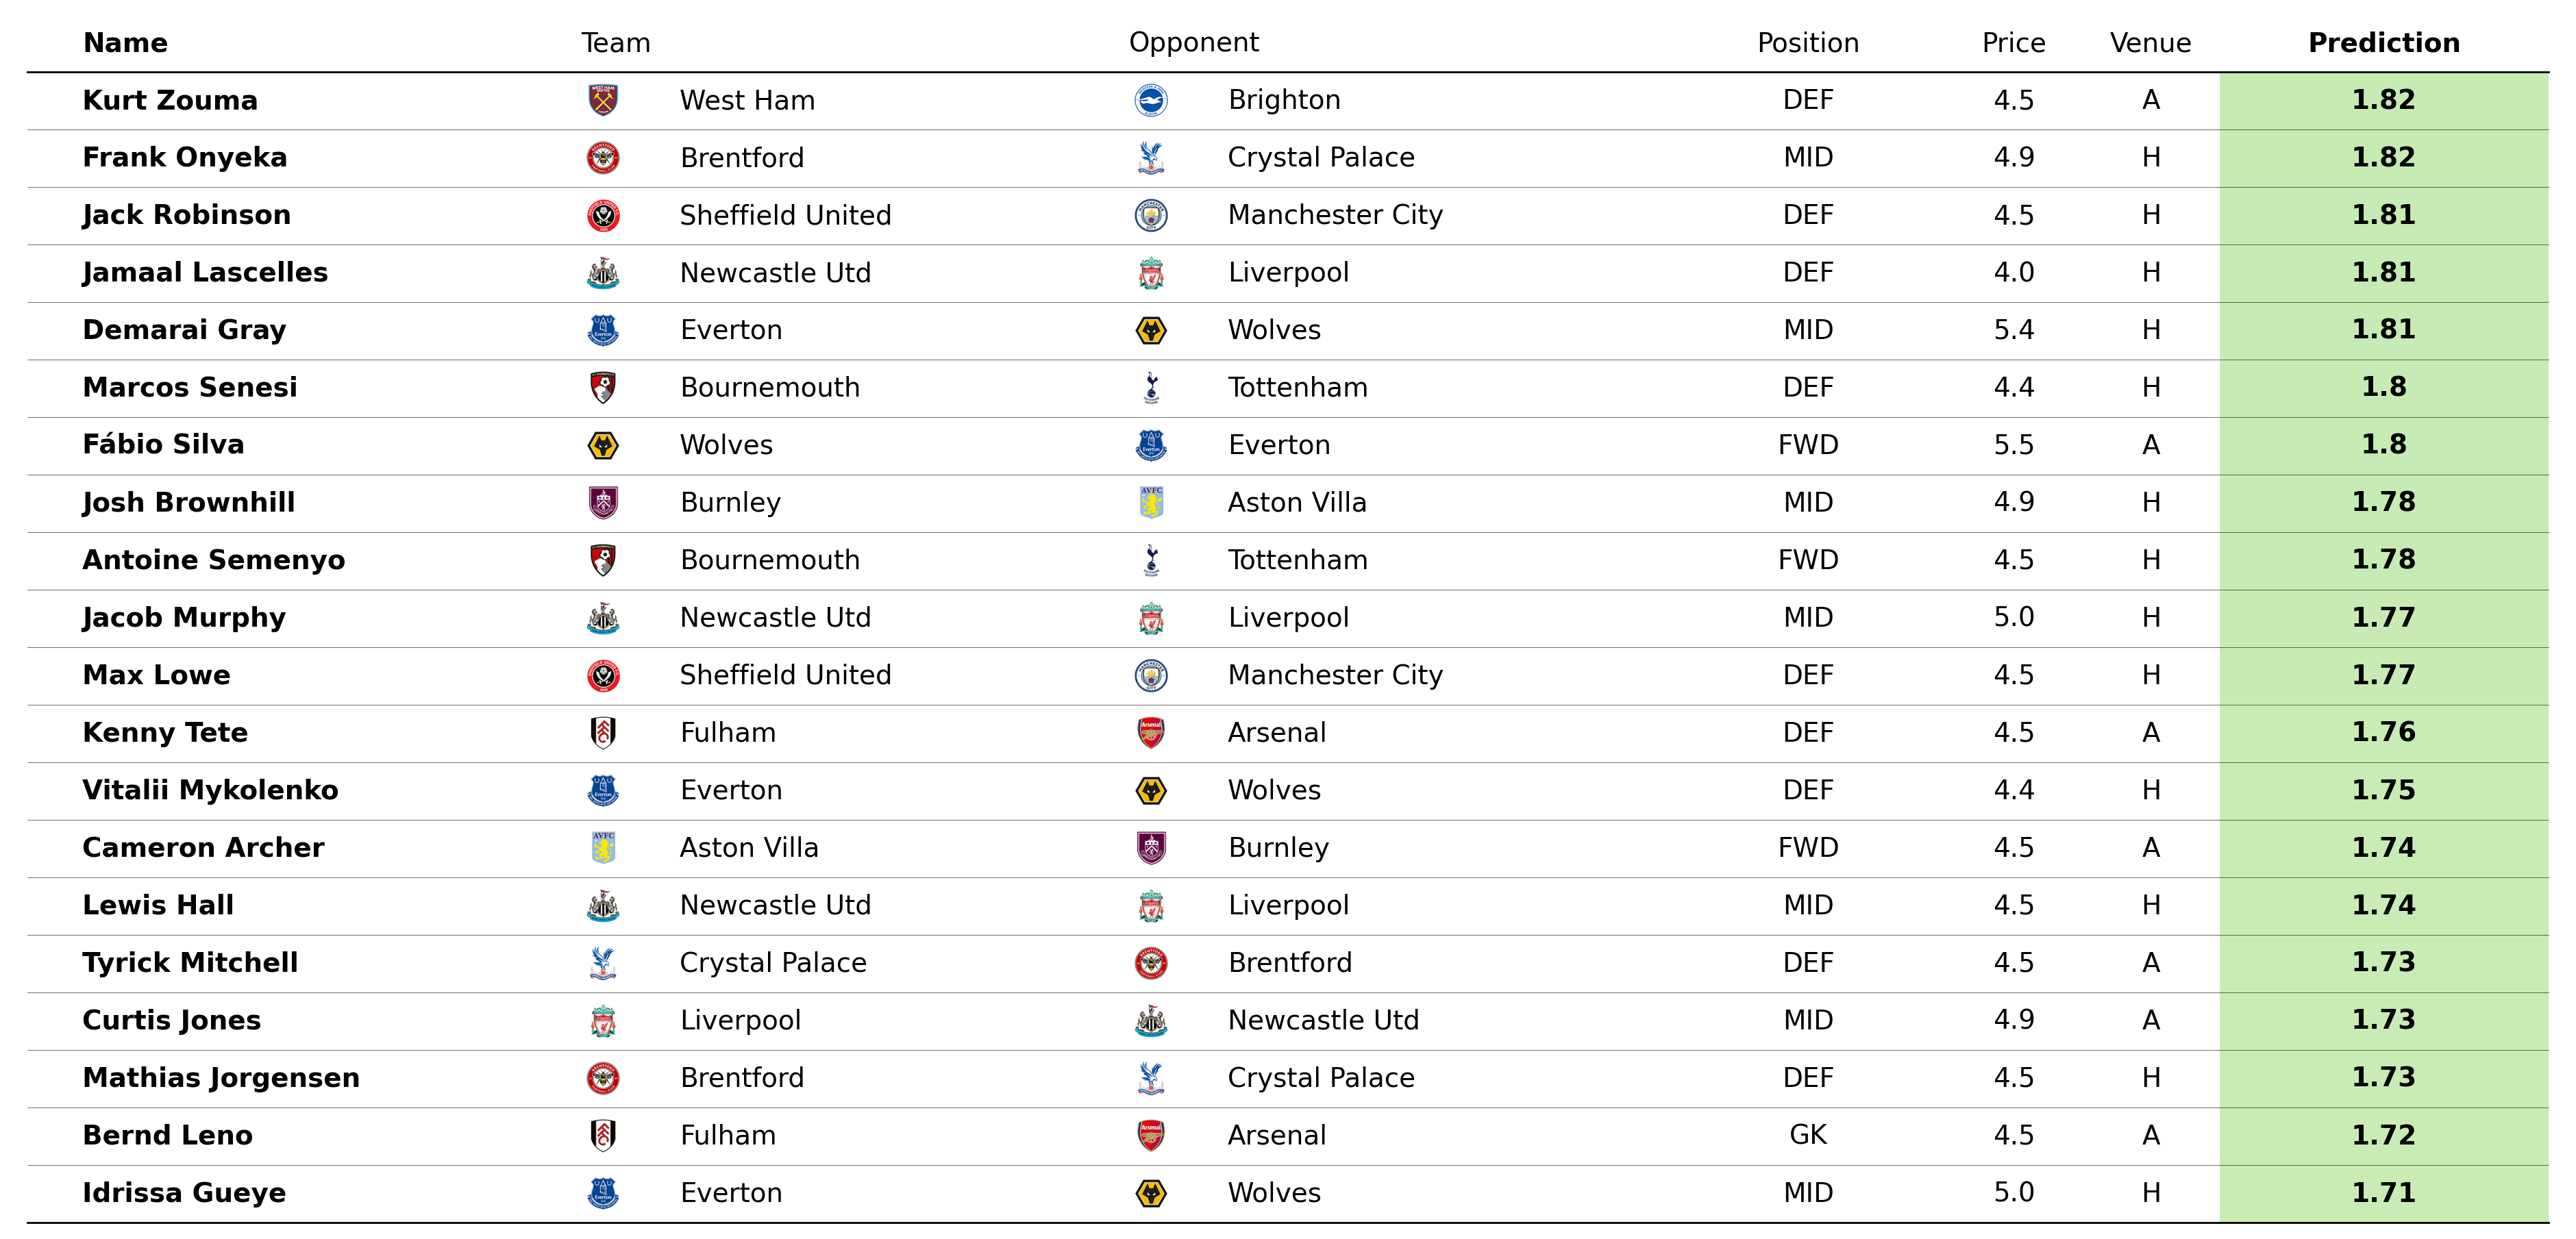 Name Team Opponent Position Price Venue Prediction
Kurt Zouma West Ham Brighton DEF 4.5 A 1.82
Frank Onyeka Brentford Crystal Palace MID 4.9 H 1.82
Jack Robinson Sheffield United Manchester City DEF 4.5 H 1.81
Jamaal Lascelles Newcastle Utd Liverpool DEF 4.0 H 1.81
Demarai Gray Everton Wolves MID 5.4 H 1.81
Marcos Senesi Bournemouth Tottenham DEF 4.4 H 1.8
Fábio Silva Wolves Everton FWD 5.5 A 1.8
Josh Brownhill Burnley Aston Villa MID 4.9 H 1.78
Antoine Semenyo Bournemouth Tottenham FWD 4.5 H 1.78
Jacob Murphy Newcastle Utd Liverpool MID 5.0 H 1.77
Max Lowe Sheffield United Manchester City DEF 4.5 H 1.77
Kenny Tete Fulham Arsenal DEF 4.5 A 1.76
Vitalii Mykolenko Everton Wolves DEF 4.4 H 1.75
Cameron Archer Aston Villa Burnley FWD 4.5 A 1.74
Lewis Hall Newcastle Utd Liverpool MID 4.5 H 1.74
Tyrick Mitchell Crystal Palace Brentford DEF 4.5 A 1.73
Curtis Jones Liverpool Newcastle Utd MID 4.9 A 1.73
Mathias Jorgensen Brentford Crystal Palace DEF 4.5 H 1.73
Bernd Leno Fulham Arsenal GK 4.5 A 1.72
Idrissa Gueye Everton Wolves MID 5.0 H 1.71